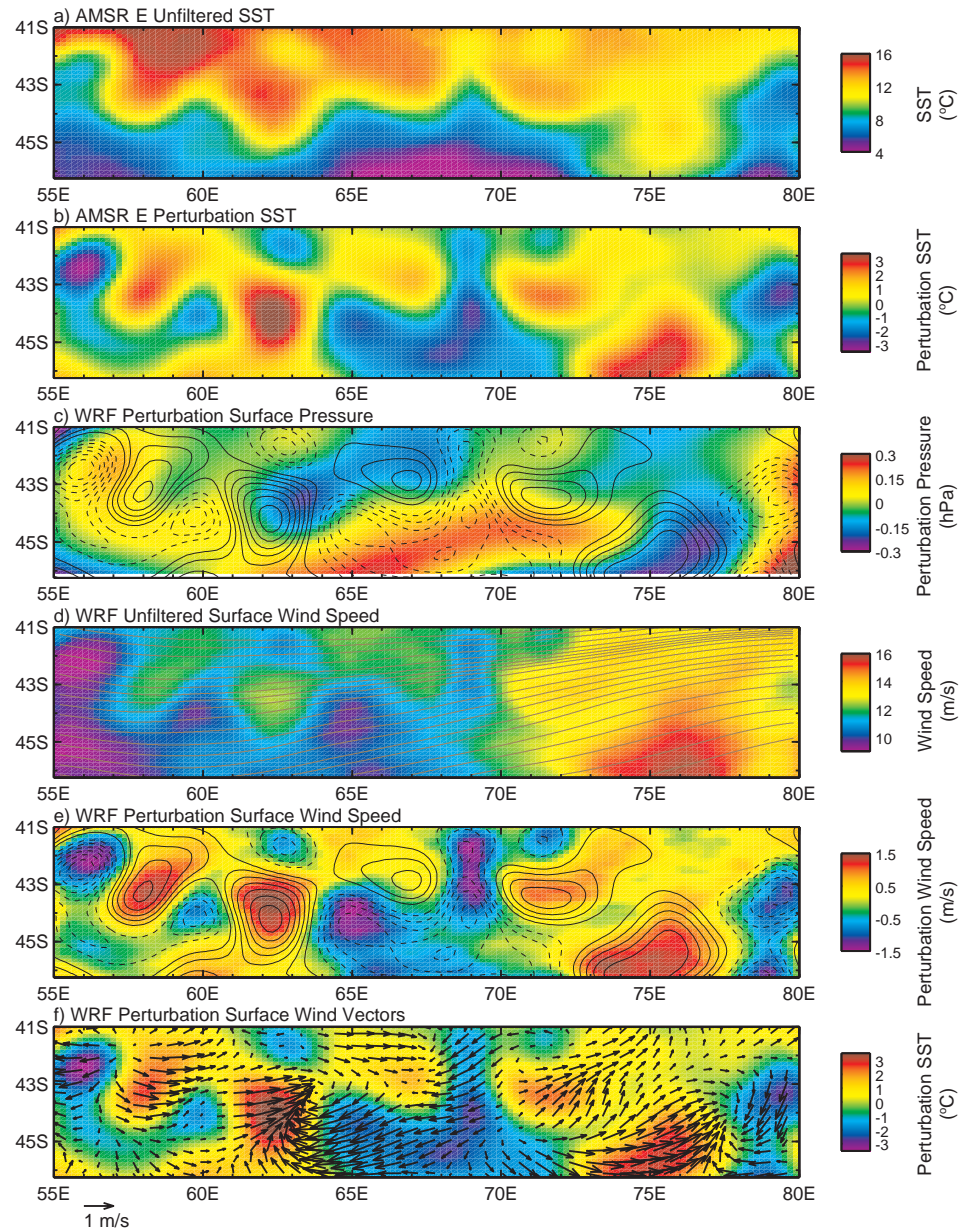 a) AMSR E Unfiltered SST
41S
43S
45S
55E 60E 65E 70E 75E 80E
16
12
8
4
SST
(ºC)
b) AMSR E Perturbation SST
41S
43S
45S
55E 60E 65E 70E 75E 80E
3
2
1
0
-1
-2
-3
Perturbation SST
(ºC)
c) WRF Perturbation Surface Pressure
41S
43S
45S
55E 60E 65E 70E 75E 80E
0.3
0.15
0
-0.15
-0.3
Perturbation Pressure
(hPa)
d) WRF Unfiltered Surface Wind Speed
41S
43S
45S
55E 60E 65E 70E 75E 80E
16
14
12
10
Wind Speed
(m/s)
e) WRF Perturbation Surface Wind Speed
41S
43S
45S
55E 60E 65E 70E 75E 80E
1.5
0.5
-0.5
-1.5
Perturbation Wind Speed
(m/s)
f) WRF Perturbation Surface Wind Vectors
41S
43S
45S
55E 60E 65E 70E 75E 80E
3
2
1
0
-1
-2
-3
Perturbation SST
(ºC)
1 m/s